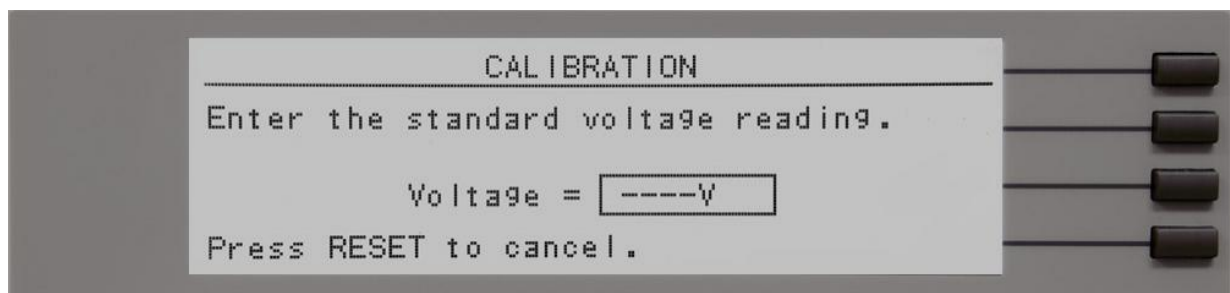 CALIBRATION
Enter the standard voltage reading.
Voltage = ----V
Press RESET to cancel.